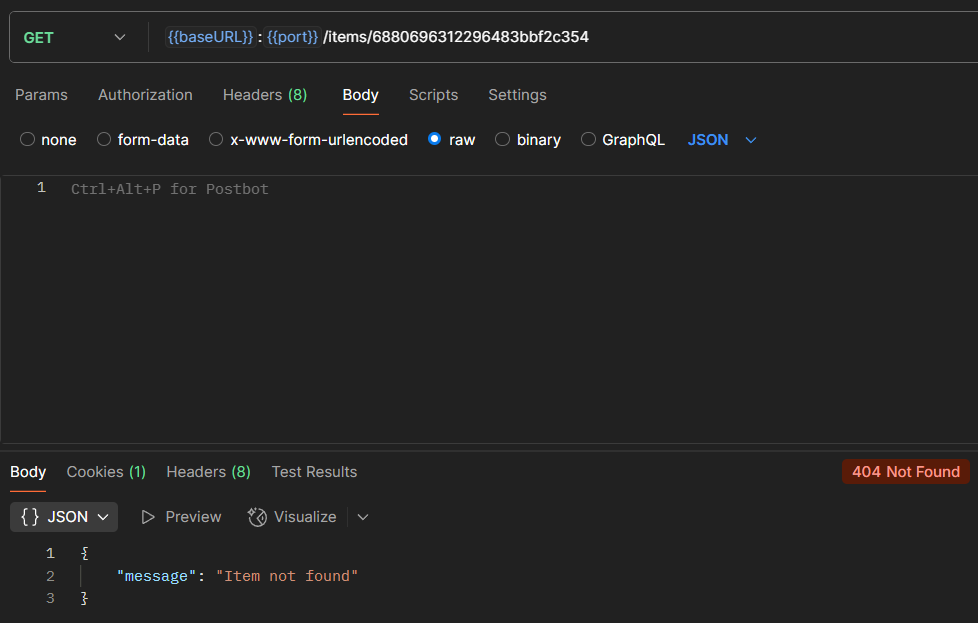 GET {{baseURL}} : {{port}} /items/6880696312296483bbf2c354
Params Authorization Headers (8) Body Scripts Settings
none form-data x-www-form-urlencoded raw binary GraphQL JSON
1 Ctrl+Alt+P for Postbot
Body Cookies (1) Headers (8) Test Results 404 Not Found
{} JSON Preview Visualize
1 {
2 "message": "Item not found"
3 }